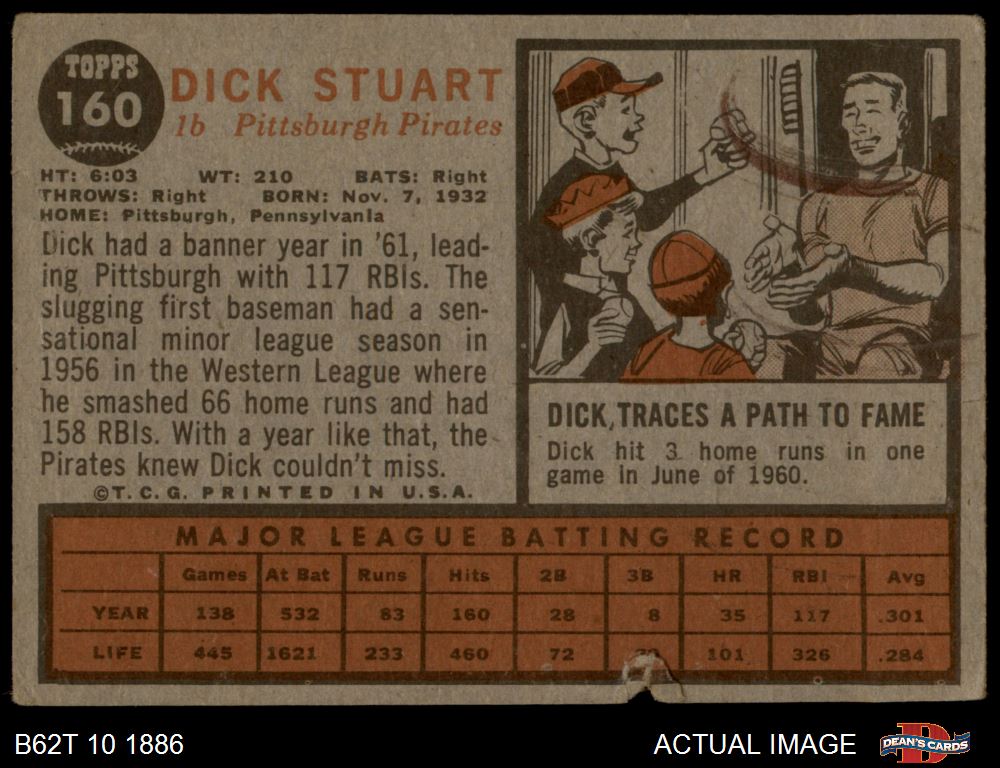 TOPPS
160
DICK STUART
1b Pittsburgh Pirates
HT: 6:03 WT: 210 BATS: Right
THROWS: Right BORN: Nov. 7, 1932
HOME: Pittsburgh, Pennsylvania
Dick had a banner year in '61, lead-
ing Pittsburgh with 117 RBIs. The
slugging first baseman had a sen-
sational minor league season in
1956 in the Western League where
he smashed 66 home runs and had
158 RBIs. With a year like that, the
Pirates knew Dick couldn't miss.
©T. C. G. PRINTED IN U.S.A.
DICK TRACES A PATH TO FAME
Dick hit 3 home runs in one
game in June of 1960.
MAJOR LEAGUE BATTING RECORD
Games At Bat Runs Hits 2B 3B HR RBI Avg
YEAR 138 532 83 160 28 8 35 117 .301
LIFE 445 1621 233 460 72 101 326 .284
B62T 10 1886
ACTUAL IMAGE
D
DEAN'S CARDS